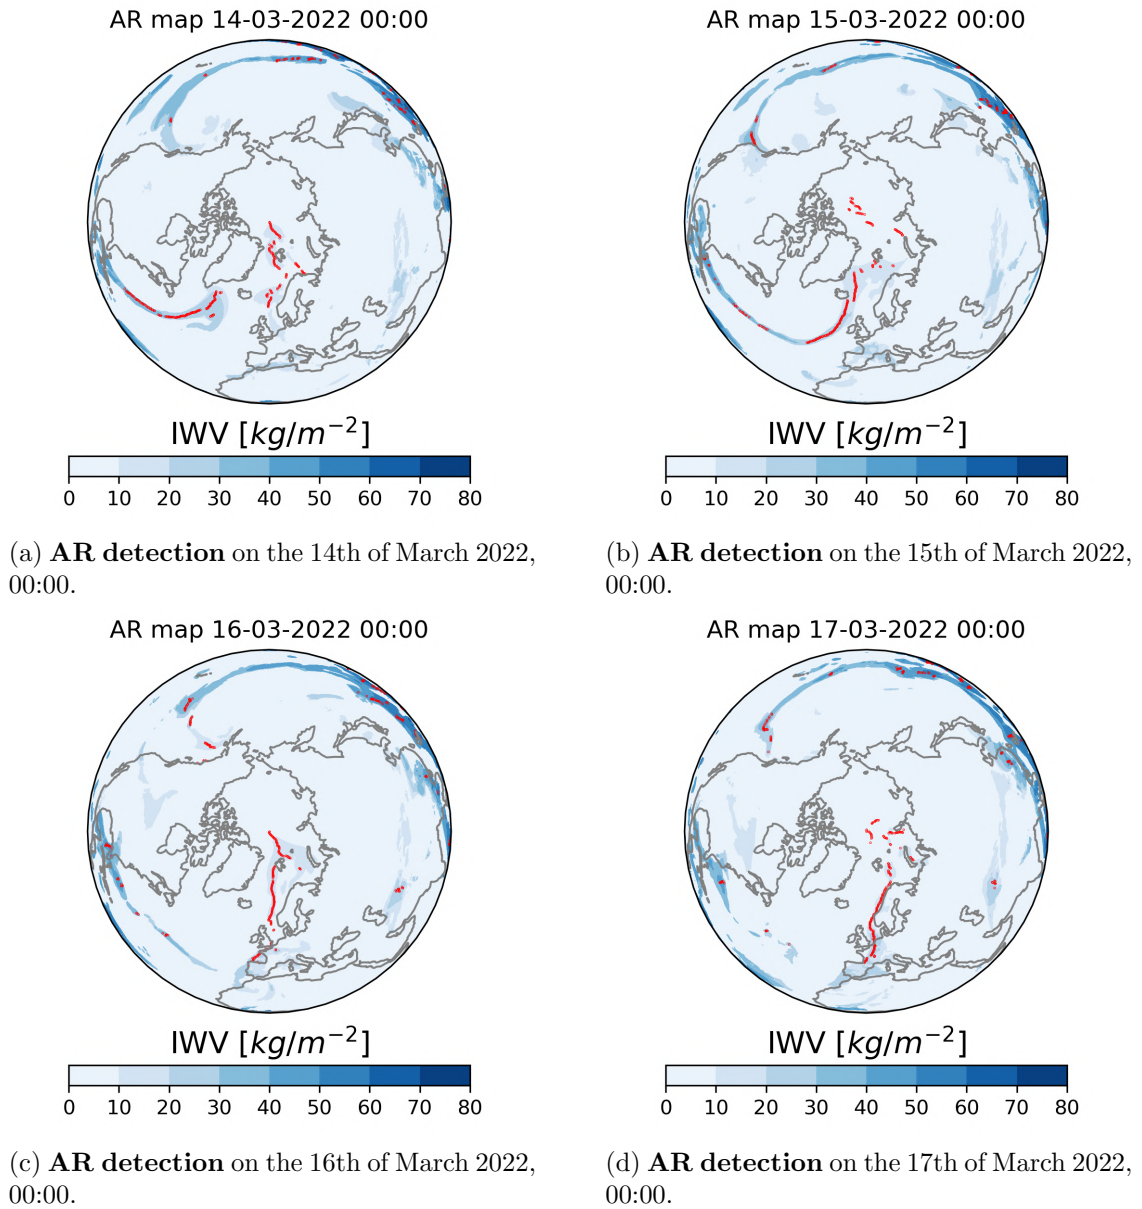 AR map 14-03-2022 00:00
IWV [kg/m⁻²]
0 10 20 30 40 50 60 70 80
(a) AR detection on the 14th of March 2022,
00:00.
AR map 15-03-2022 00:00
IWV [kg/m⁻²]
0 10 20 30 40 50 60 70 80
(b) AR detection on the 15th of March 2022,
00:00.
AR map 16-03-2022 00:00
IWV [kg/m⁻²]
0 10 20 30 40 50 60 70 80
(c) AR detection on the 16th of March 2022,
00:00.
AR map 17-03-2022 00:00
IWV [kg/m⁻²]
0 10 20 30 40 50 60 70 80
(d) AR detection on the 17th of March 2022,
00:00.